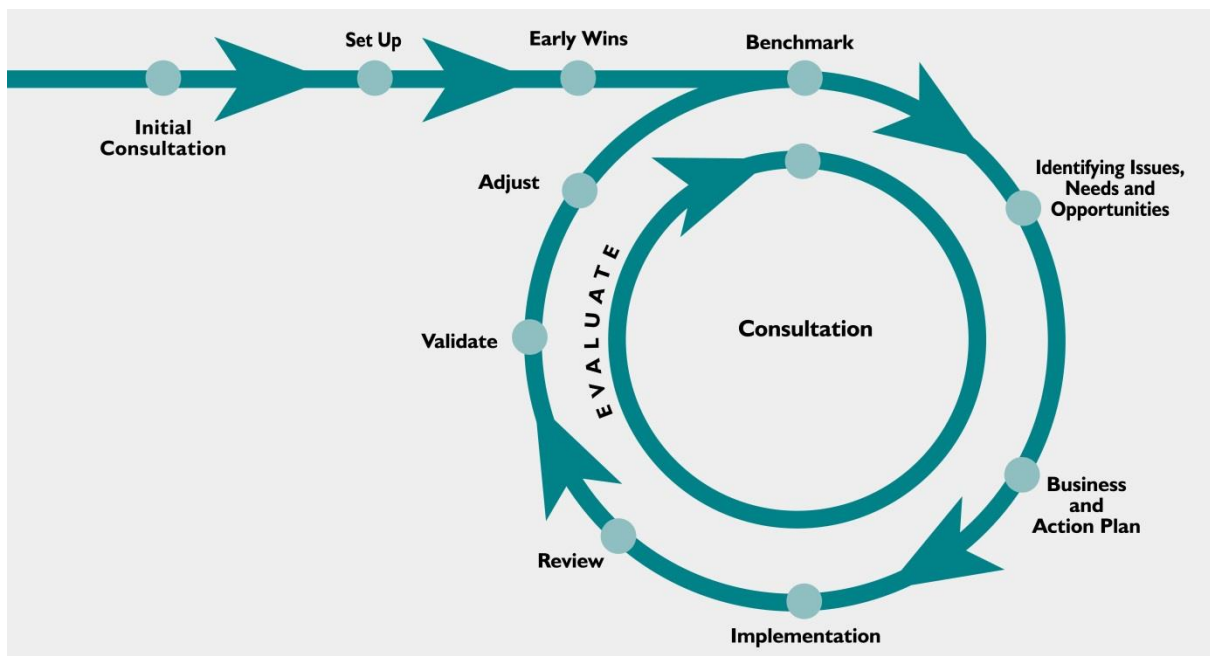 Set Up
Early Wins
Benchmark
Initial
Consultation
Identifying Issues,
Needs and
Opportunities
Adjust
EVALUATE
Consultation
Validate
Business
and
Action Plan
Review
Implementation